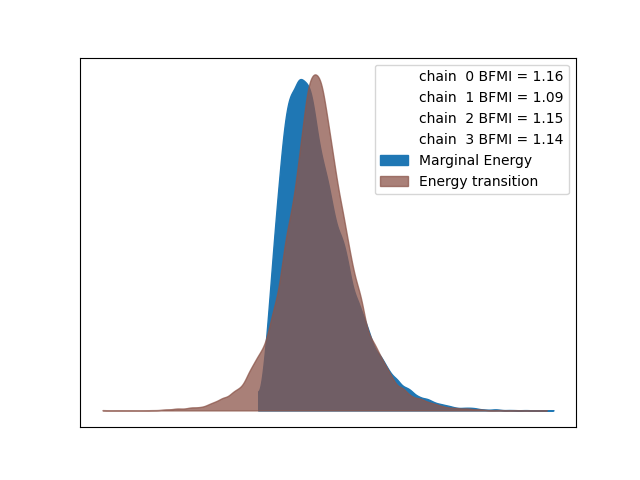 chain  0 BFMI = 1.16
chain  1 BFMI = 1.09
chain  2 BFMI = 1.15
chain  3 BFMI = 1.14
Marginal Energy
Energy transition